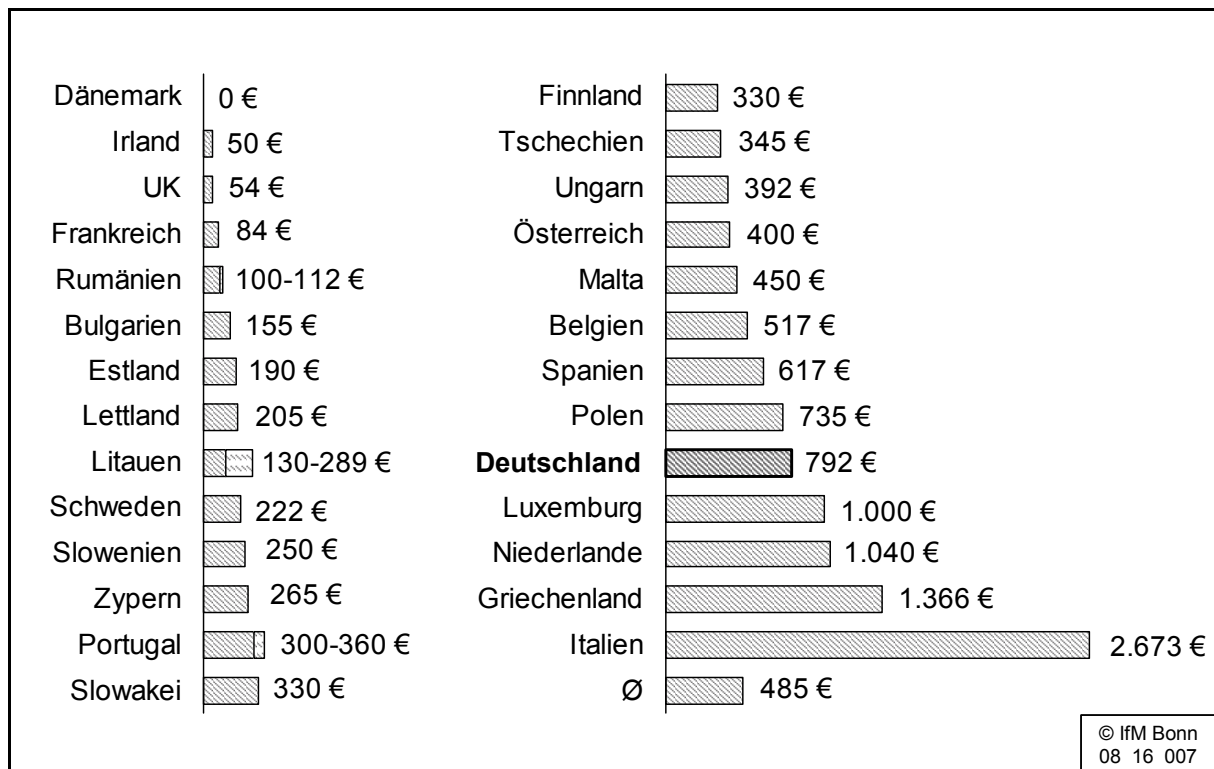 Dänemark 0 €
Irland 50 €
UK 54 €
Frankreich 84 €
Rumänien 100-112 €
Bulgarien 155 €
Estland 190 €
Lettland 205 €
Litauen 130-289 €
Schweden 222 €
Slowenien 250 €
Zypern 265 €
Portugal 300-360 €
Slowakei 330 €
Finnland 330 €
Tschechien 345 €
Ungarn 392 €
Österreich 400 €
Malta 450 €
Belgien 517 €
Spanien 617 €
Polen 735 €
Deutschland 792 €
Luxemburg 1.000 €
Niederlande 1.040 €
Griechenland 1.366 €
Italien 2.673 €
Ø 485 €
© IfM Bonn
08 16 007